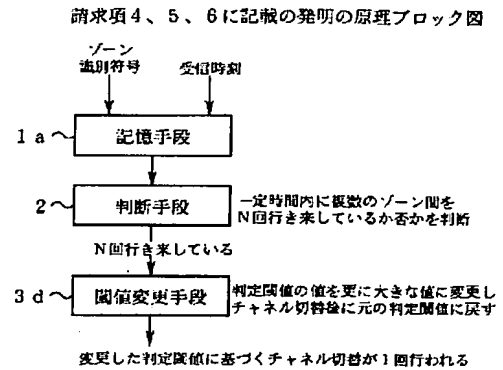 請求項4、5、6に記載の発明の原理ブロック図
ゾーン
識別符号
受信時刻
1a
記憶手段
2
判断手段
一定時間内に複数のゾーン間を
N回行き来しているか否かを判断
N回行き来している
3d
閾値変更手段
判定閾値の値を更に大きな値に変更し
チャネル切替後に元の判定閾値に戻す
変更した判定閾値に基づくチャネル切替が1回行われる